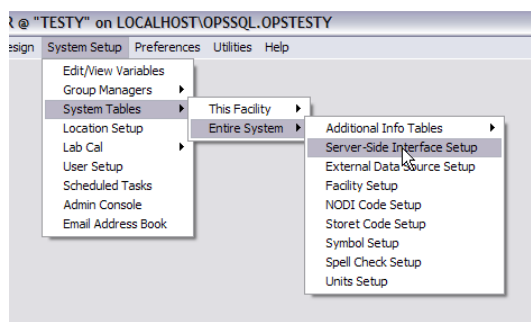 R @ "TESTY" on LOCALHOST\OPSSQL.OPSTESTY
esign System Setup Preferences Utilities Help
Edit/View Variables
Group Managers
System Tables
Location Setup
Lab Cal
User Setup
Scheduled Tasks
Admin Console
Email Address Book
This Facility
Entire System
Additional Info Tables
Server-Side Interface Setup
External Data Source Setup
Facility Setup
NODI Code Setup
Storet Code Setup
Symbol Setup
Spell Check Setup
Units Setup